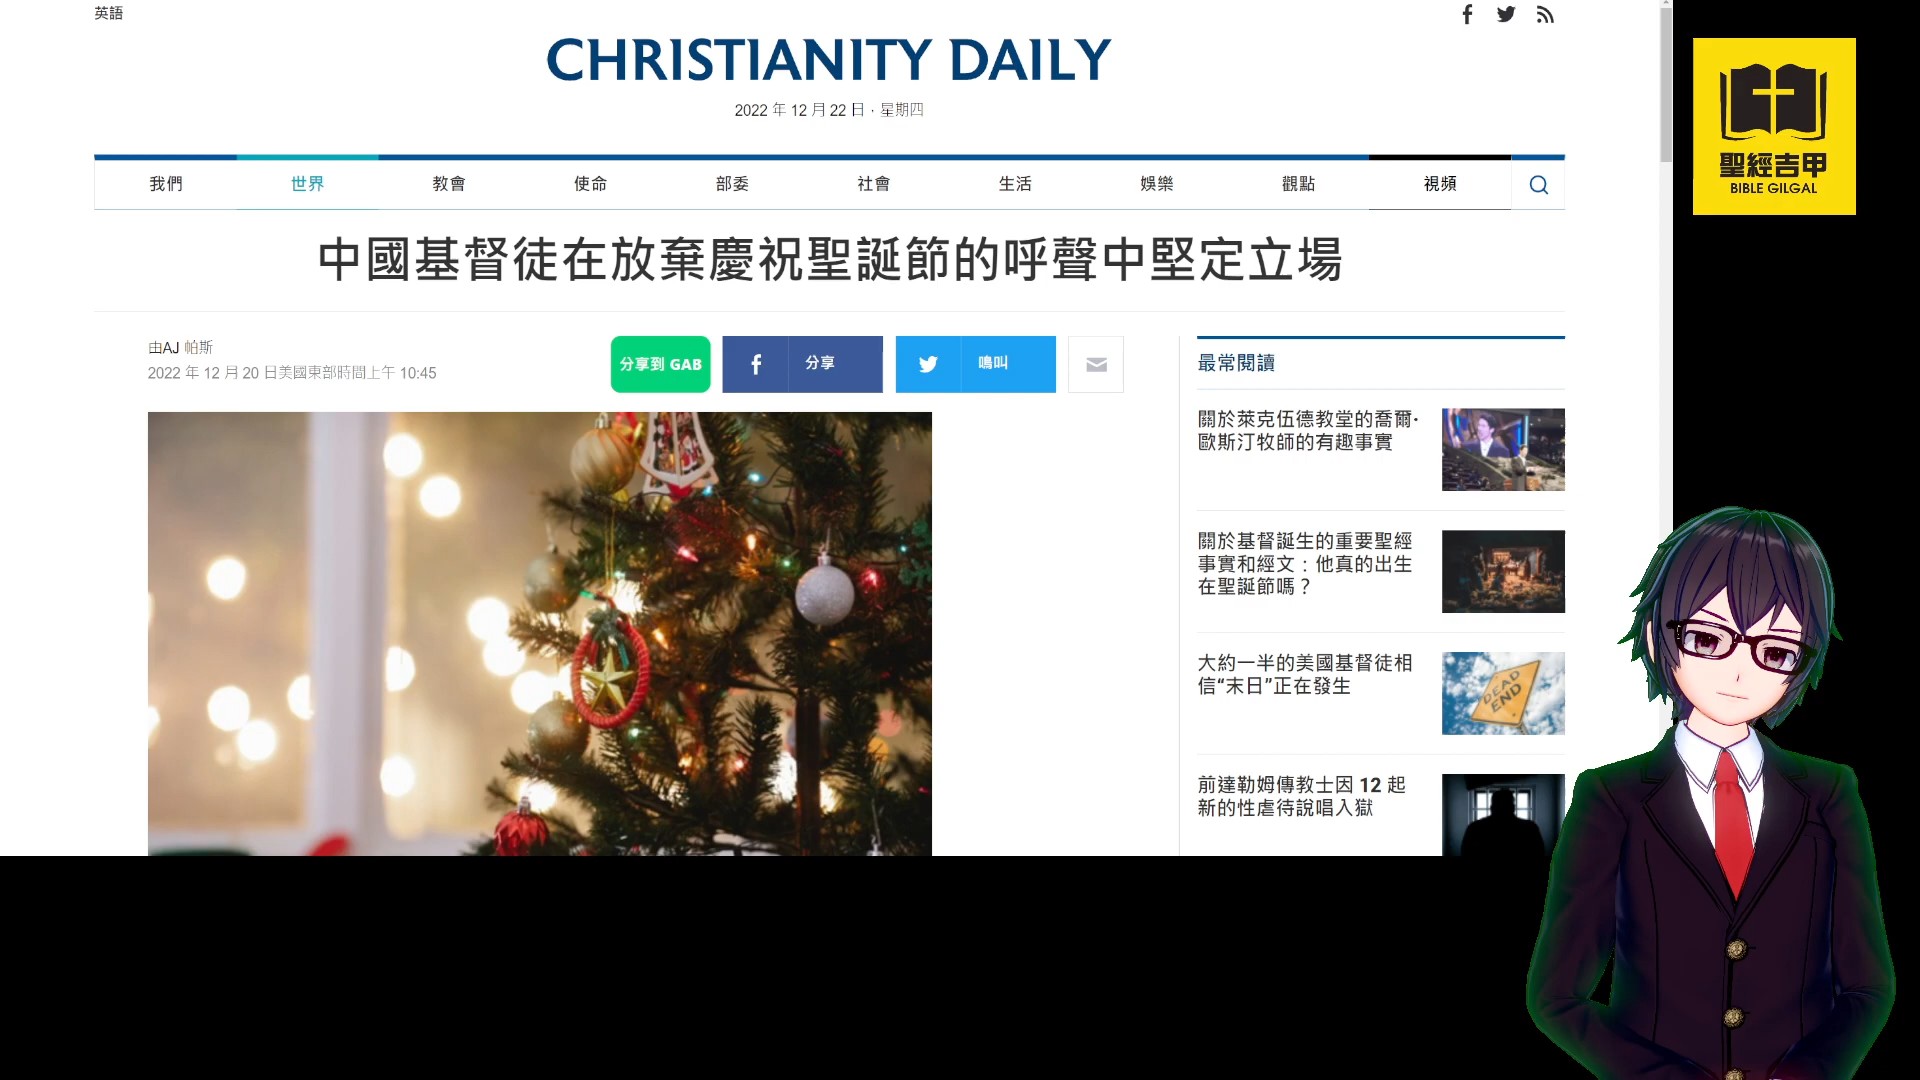 英語
CHRISTIANITY DAILY
2022 年 12 月 22 日 · 星期四
我們
世界
教會
使命
部委
社會
生活
娛樂
觀點
視頻
中國基督徒在放棄慶祝聖誕節的呼聲中堅定立場
由AJ 帕斯
2022 年 12 月 20 日美國東部時間上午 10:45
分享到 GAB
分享
鳴叫
最常閱讀
關於萊克伍德教堂的喬爾·
歐斯汀牧師的有趣事實
關於基督誕生的重要聖經
事實和經文：他真的出生
在聖誕節嗎？
大約一半的美國基督徒相
信“末日”正在發生
DEAD
END
前達勒姆傳教士因 12 起
新的性虐待說唱入獄
聖經吉甲
BIBLE GILGAL